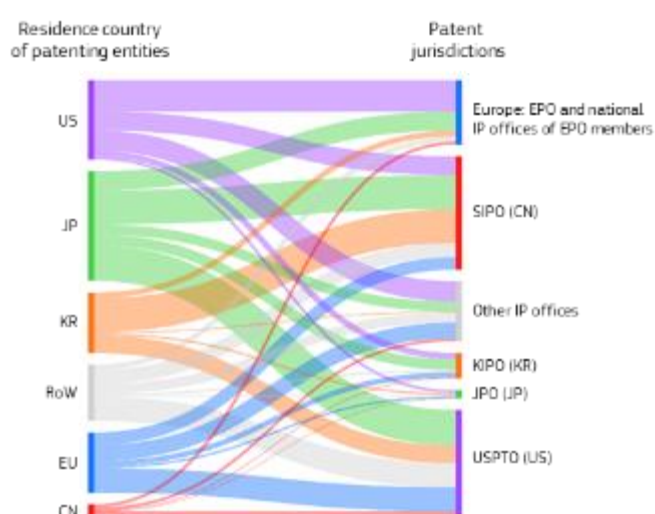 Residence country
of patenting entities
Patent
jurisdictions
US
JP
KR
RoW
EU
CN
Europe: EPO and national
IP offices of EPO members
SIPO (CN)
Other IP offices
KIPO (KR)
JPO (JP)
USPTO (US)